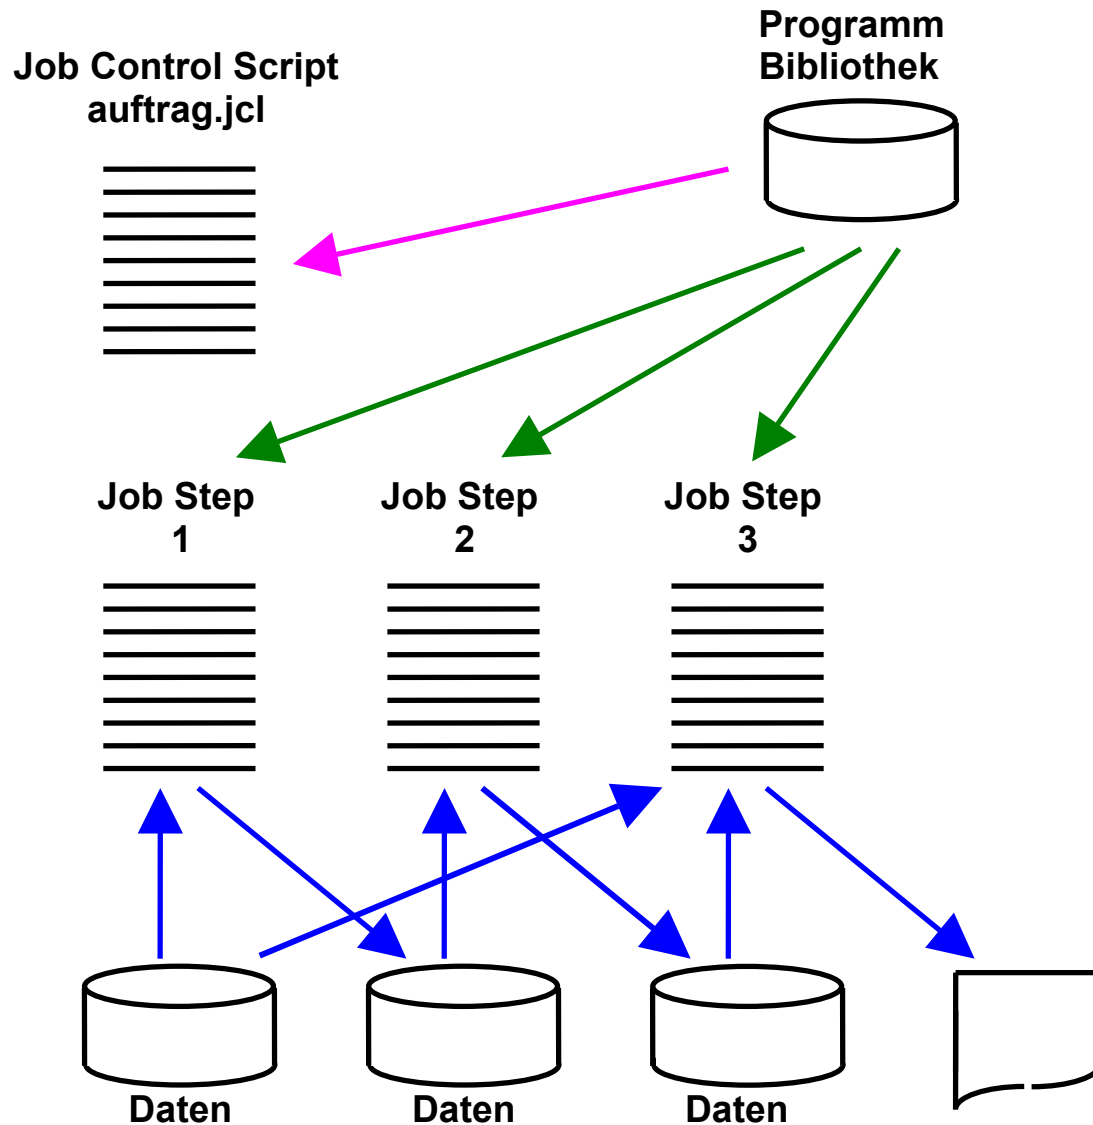 Programm
Bibliothek
Job Control Script
auftrag.jcl
Job Step
1
Job Step
2
Job Step
3
Daten
Daten
Daten